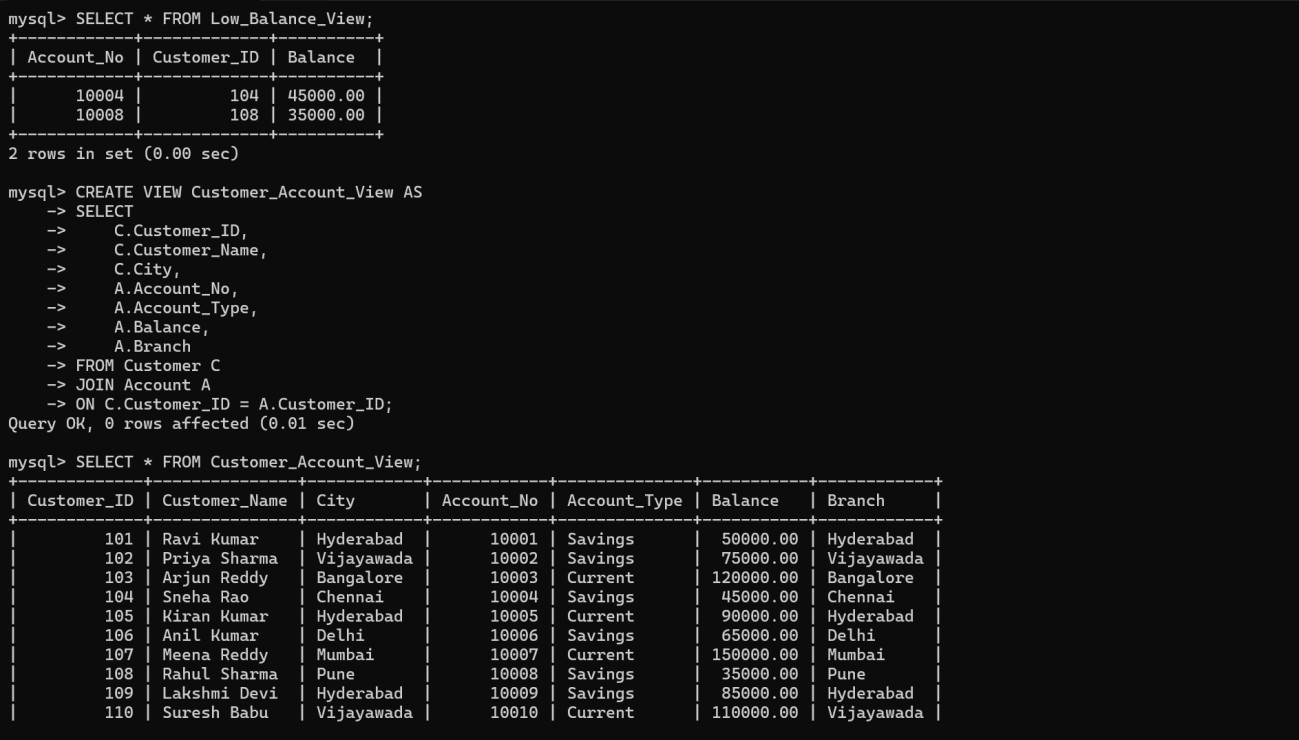 mysql> SELECT * FROM Low_Balance_View;
+------------+-------------+----------+
| Account_No | Customer_ID | Balance  |
+------------+-------------+----------+
|      10004 |         104 | 45000.00 |
|      10008 |         108 | 35000.00 |
+------------+-------------+----------+
2 rows in set (0.00 sec)

mysql> CREATE VIEW Customer_Account_View AS
    -> SELECT
    ->     C.Customer_ID,
    ->     C.Customer_Name,
    ->     C.City,
    ->     A.Account_No,
    ->     A.Account_Type,
    ->     A.Balance,
    ->     A.Branch
    -> FROM Customer C
    -> JOIN Account A
    -> ON C.Customer_ID = A.Customer_ID;
Query OK, 0 rows affected (0.01 sec)

mysql> SELECT * FROM Customer_Account_View;
+-------------+---------------+------------+------------+--------------+-----------+------------+
| Customer_ID | Customer_Name | City       | Account_No | Account_Type | Balance   | Branch     |
+-------------+---------------+------------+------------+--------------+-----------+------------+
|         101 | Ravi Kumar    | Hyderabad  |      10001 | Savings      |  50000.00 | Hyderabad  |
|         102 | Priya Sharma  | Vijayawada |      10002 | Savings      |  75000.00 | Vijayawada |
|         103 | Arjun Reddy   | Bangalore  |      10003 | Current      | 120000.00 | Bangalore  |
|         104 | Sneha Rao     | Chennai    |      10004 | Savings      |  45000.00 | Chennai    |
|         105 | Kiran Kumar   | Hyderabad  |      10005 | Current      |  90000.00 | Hyderabad  |
|         106 | Anil Kumar    | Delhi      |      10006 | Savings      |  65000.00 | Delhi      |
|         107 | Meena Reddy   | Mumbai     |      10007 | Current      | 150000.00 | Mumbai     |
|         108 | Rahul Sharma  | Pune       |      10008 | Savings      |  35000.00 | Pune       |
|         109 | Lakshmi Devi  | Hyderabad  |      10009 | Savings      |  85000.00 | Hyderabad  |
|         110 | Suresh Babu   | Vijayawada |      10010 | Current      | 110000.00 | Vijayawada |